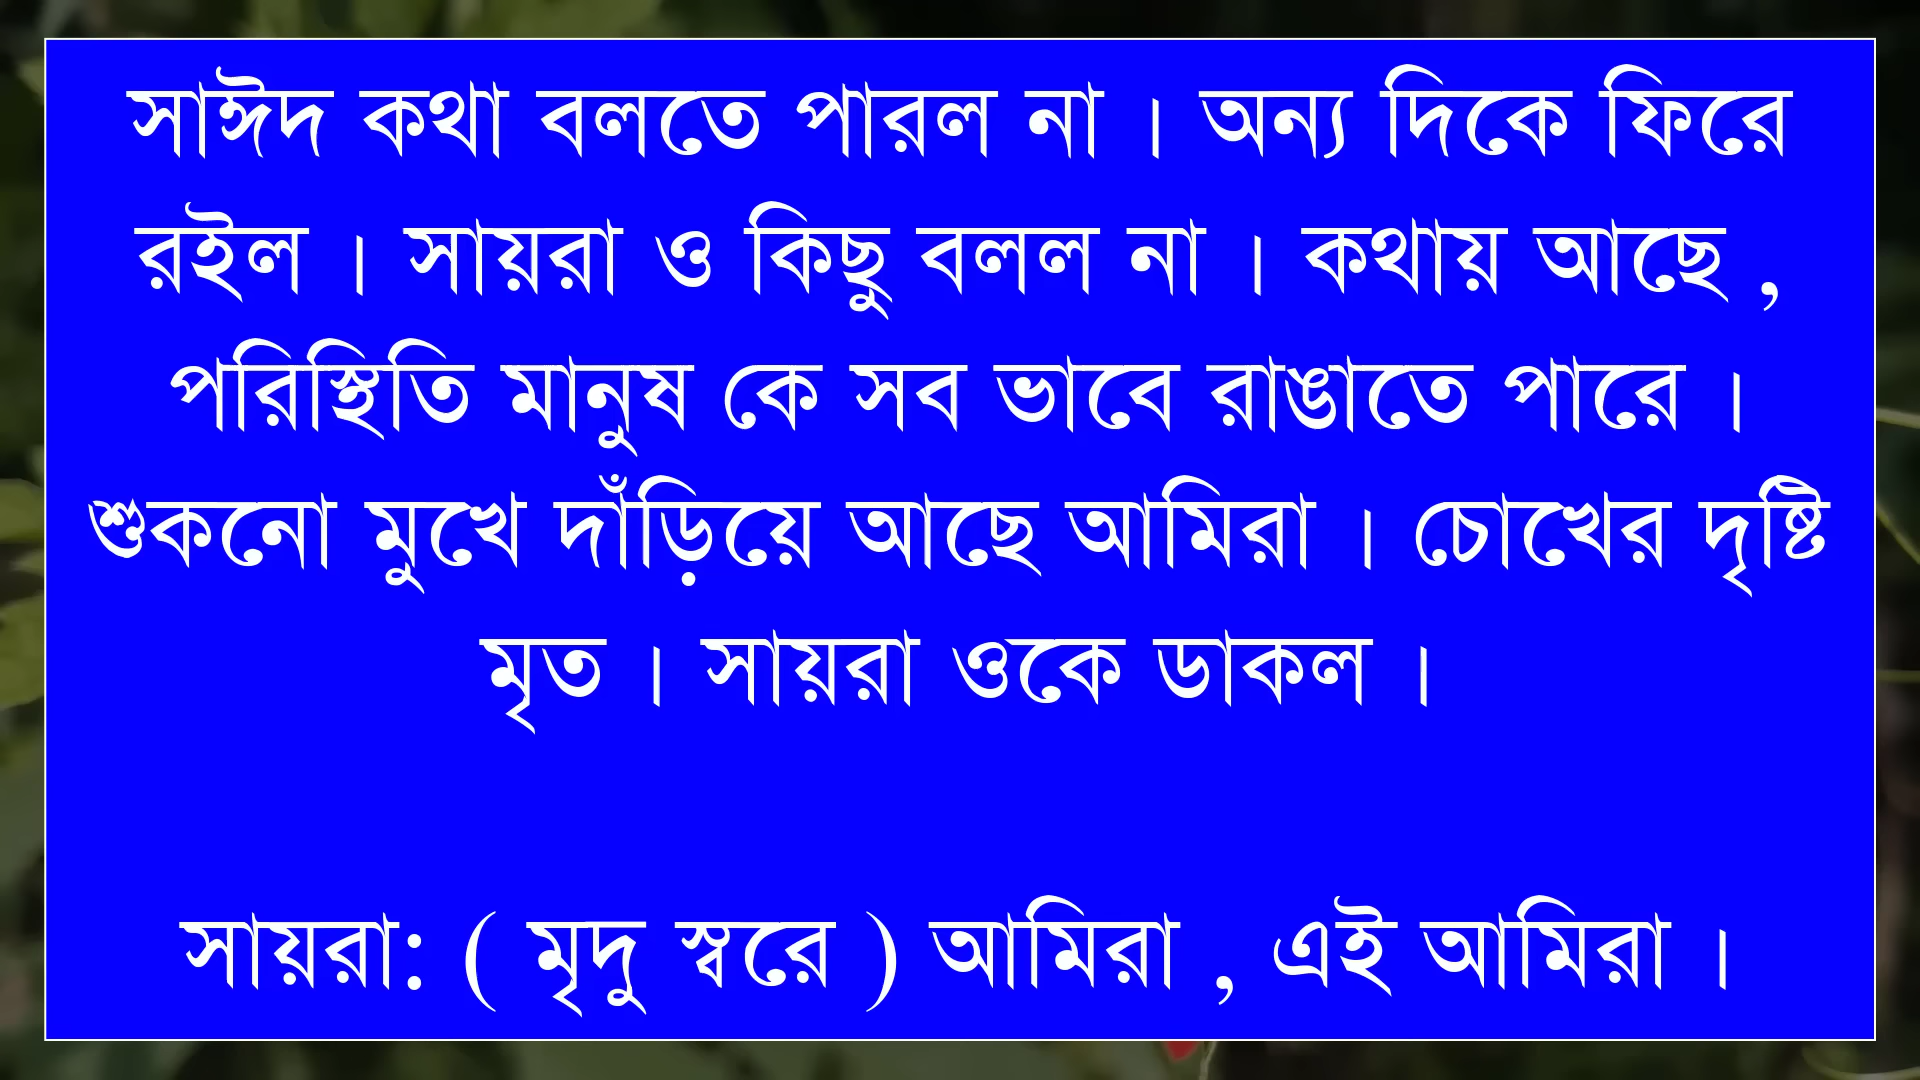 সাঈদ কথা বলতে পারল না । অন্য দিকে ফিরে
রইল । সায়রা ও কিছু বলল না । কথায় আছে ,
পরিস্থিতি মানুষ কে সব ভাবে রাঙাতে পারে ।
শুকনো মুখে দাঁড়িয়ে আছে আমিরা । চোখের দৃষ্টি
মৃত । সায়রা ওকে ডাকল ।
সায়রা: ( মৃদু স্বরে ) আমিরা , এই আমিরা ।